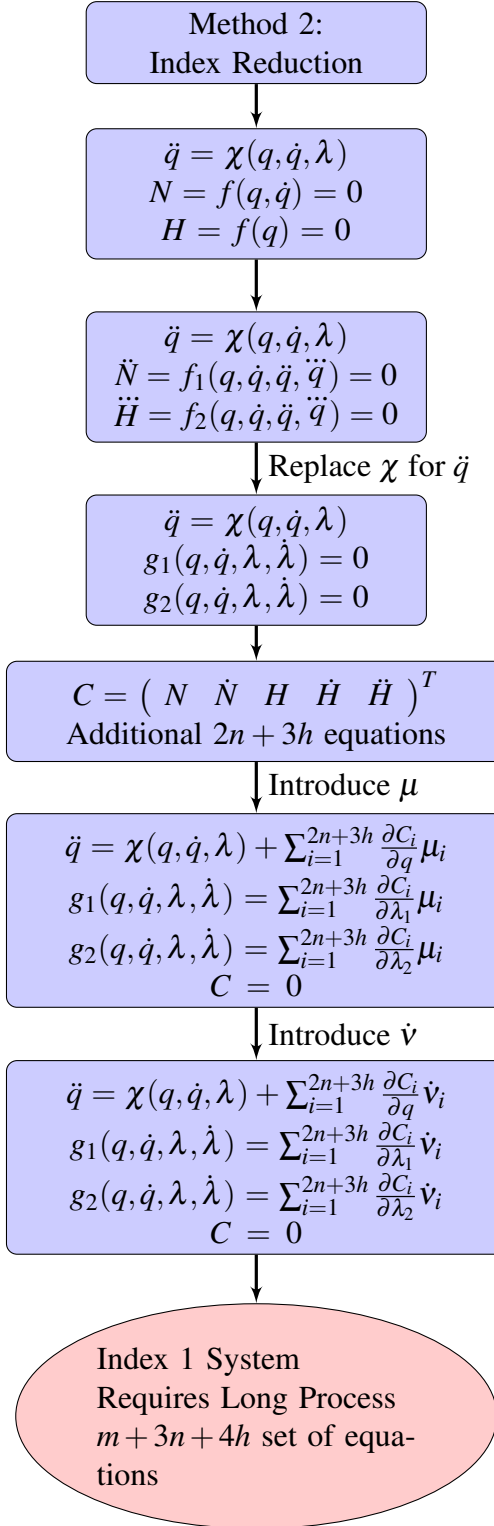 Method 2:
Index Reduction
q̈ = χ(q, q̇, λ)
N = f(q, q̇) = 0
H = f(q) = 0
q̈ = χ(q, q̇, λ)
N̈ = f₁(q, q̇, q̈, q⃛) = 0
H⃛ = f₂(q, q̇, q̈, q⃛) = 0
Replace χ for q̈
q̈ = χ(q, q̇, λ)
g₁(q, q̇, λ, λ̇) = 0
g₂(q, q̇, λ, λ̇) = 0
C = ( N Ṅ H Ḣ Ḧ )ᵀ
Additional 2n + 3h equations
Introduce μ
q̈ = χ(q, q̇, λ) + ∑_{i=1}^{2n+3h} ∂C_i/∂q μ_i
g₁(q, q̇, λ, λ̇) = ∑_{i=1}^{2n+3h} ∂C_i/∂λ₁ μ_i
g₂(q, q̇, λ, λ̇) = ∑_{i=1}^{2n+3h} ∂C_i/∂λ₂ μ_i
C = 0
Introduce ν̇
q̈ = χ(q, q̇, λ) + ∑_{i=1}^{2n+3h} ∂C_i/∂q ν̇_i
g₁(q, q̇, λ, λ̇) = ∑_{i=1}^{2n+3h} ∂C_i/∂λ₁ ν̇_i
g₂(q, q̇, λ, λ̇) = ∑_{i=1}^{2n+3h} ∂C_i/∂λ₂ ν̇_i
C = 0
Index 1 System
Requires Long Process
m + 3n + 4h set of equa-
tions